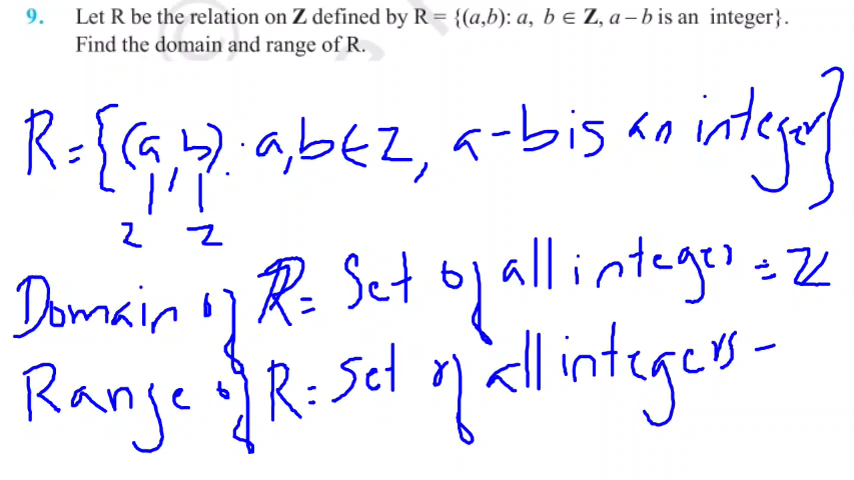 9. Let R be the relation on Z defined by R = {(a,b): a, b ∈ Z, a – b is an integer}.
Find the domain and range of R.
R = {(a, b) : a, b ∈ Z, a - b is an integer}
Z Z
Domain of R = Set of all integer = Z
Range of R = Set of all integers -